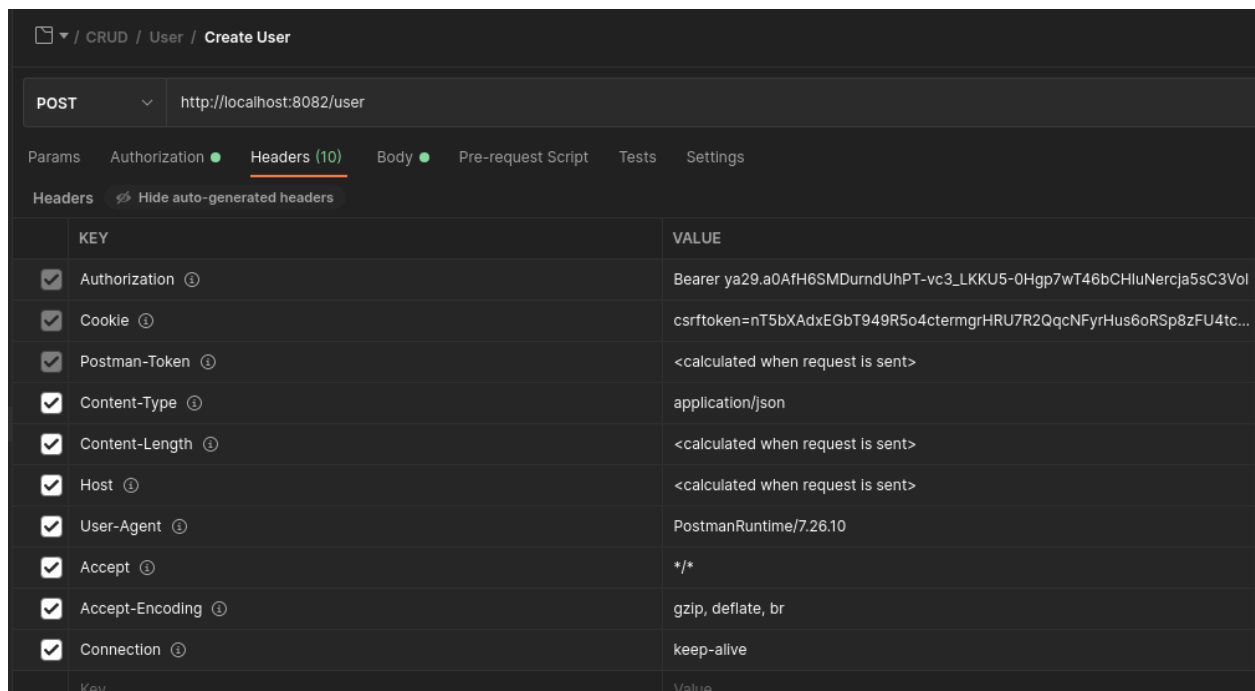 / CRUD / User / Create User
POST http://localhost:8082/user
Params Authorization Headers (10) Body Pre-request Script Tests Settings
Headers Hide auto-generated headers
KEY VALUE
Authorization Bearer ya29.a0AfH6SMDurndUhPT-vc3_LKKU5-0Hgp7wT46bCHIuNercja5sC3Vol
Cookie csrftoken=nT5bXAdxEGbT949R5o4ctermgrHRU7R2QqcNFyrHus6oRSp8zFU4tc...
Postman-Token <calculated when request is sent>
Content-Type application/json
Content-Length <calculated when request is sent>
Host <calculated when request is sent>
User-Agent PostmanRuntime/7.26.10
Accept */*
Accept-Encoding gzip, deflate, br
Connection keep-alive
Key Value